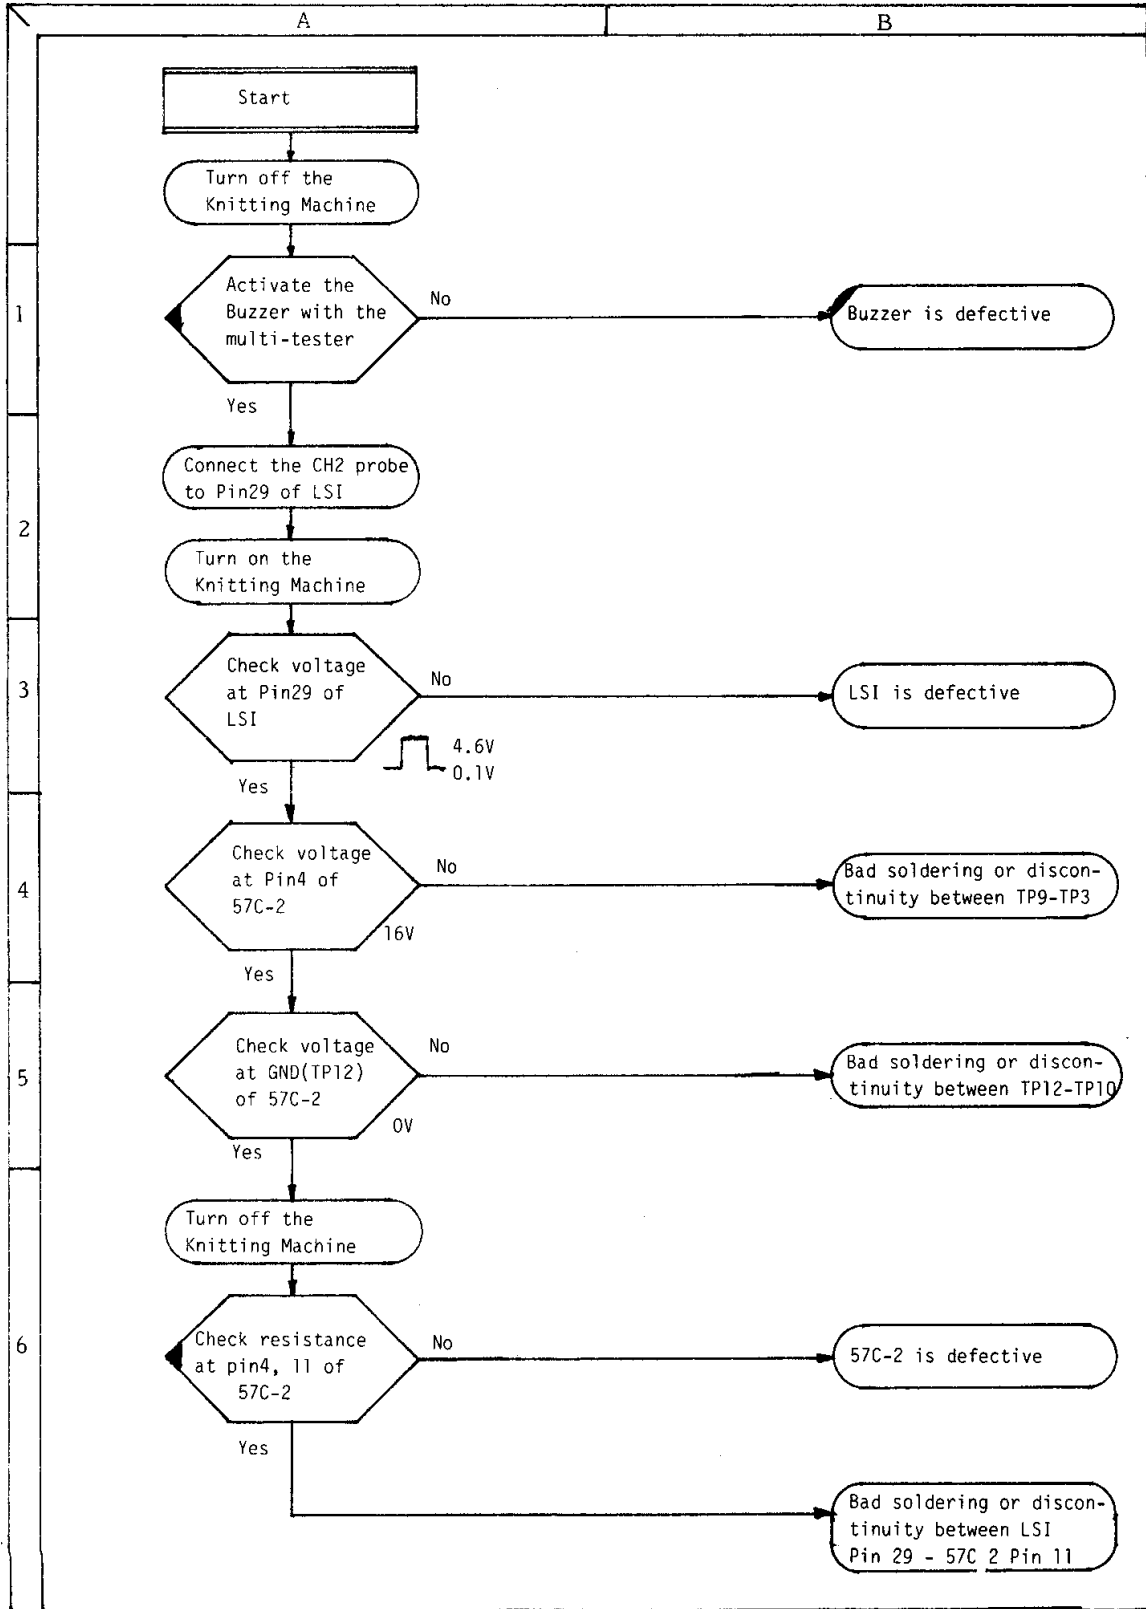 A
B
Start
Turn off the
Knitting Machine
1
Activate the
Buzzer with the
multi-tester
No
Buzzer is defective
Yes
Connect the CH2 probe
to Pin29 of LSI
2
Turn on the
Knitting Machine
3
Check voltage
at Pin29 of
LSI
No
LSI is defective
4.6V
0.1V
Yes
4
Check voltage
at Pin4 of
57C-2
No
Bad soldering or discon-
tinuity between TP9-TP3
16V
Yes
5
Check voltage
at GND(TP12)
of 57C-2
No
Bad soldering or discon-
tinuity between TP12-TP10
0V
Yes
Turn off the
Knitting Machine
6
Check resistance
at pin4, 11 of
57C-2
No
57C-2 is defective
Yes
Bad soldering or discon-
tinuity between LSI
Pin 29 - 57C 2 Pin 11